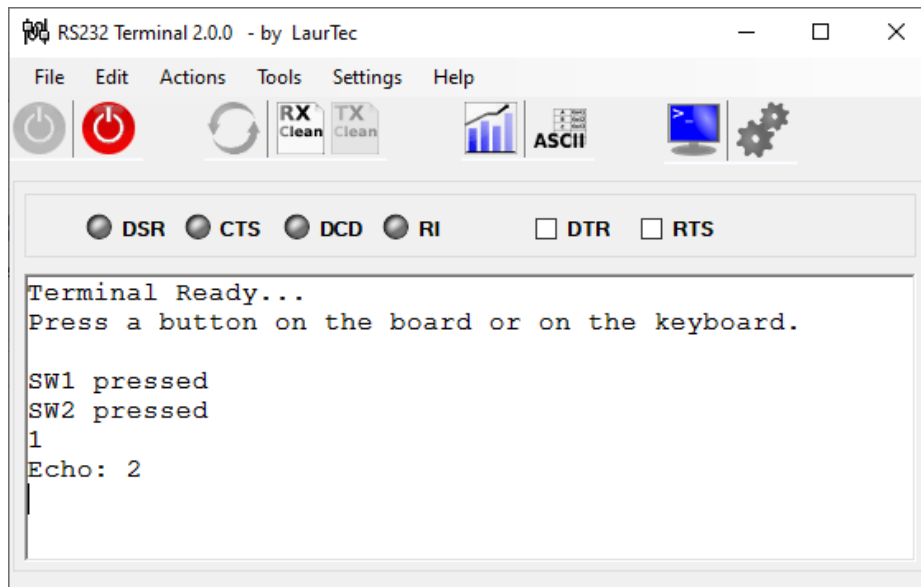 RS232 Terminal 2.0.0 - by LaurTec
File Edit Actions Tools Settings Help
RX Clean TX Clean ASCII >_
DSR CTS DCD RI DTR RTS
Terminal Ready...
Press a button on the board or on the keyboard.
SW1 pressed
SW2 pressed
1
Echo: 2